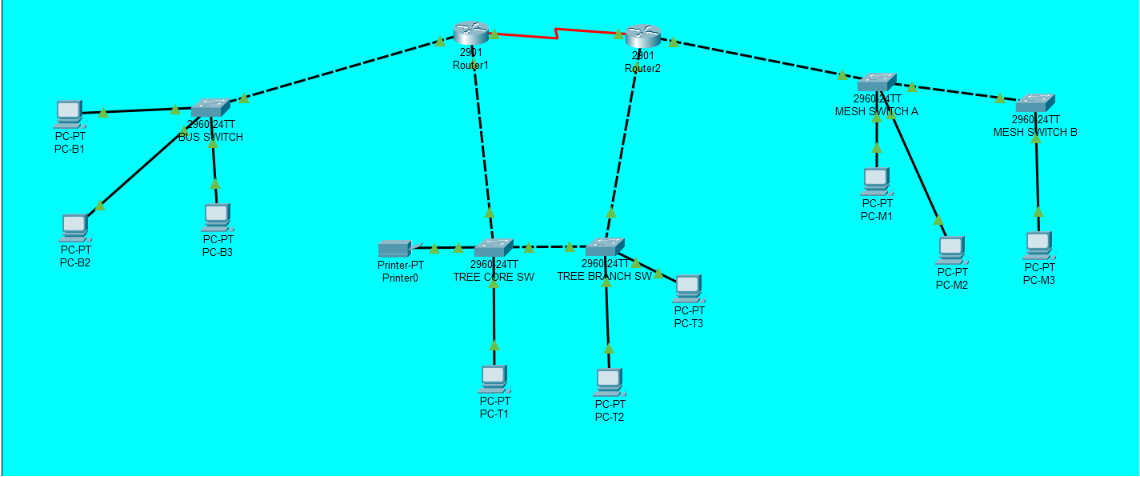 2901
Router1
2901
Router2
2960-24TT
BUS SWITCH
2960-24TT
MESH SWITCH A
2960-24TT
MESH SWITCH B
PC-PT
PC-B1
PC-PT
PC-B2
PC-PT
PC-B3
PC-PT
PC-M1
PC-PT
PC-M2
PC-PT
PC-M3
Printer-PT
Printer0
2960-24TT
TREE CORE SW
2960-24TT
TREE BRANCH SW
PC-PT
PC-T3
PC-PT
PC-T1
PC-PT
PC-T2